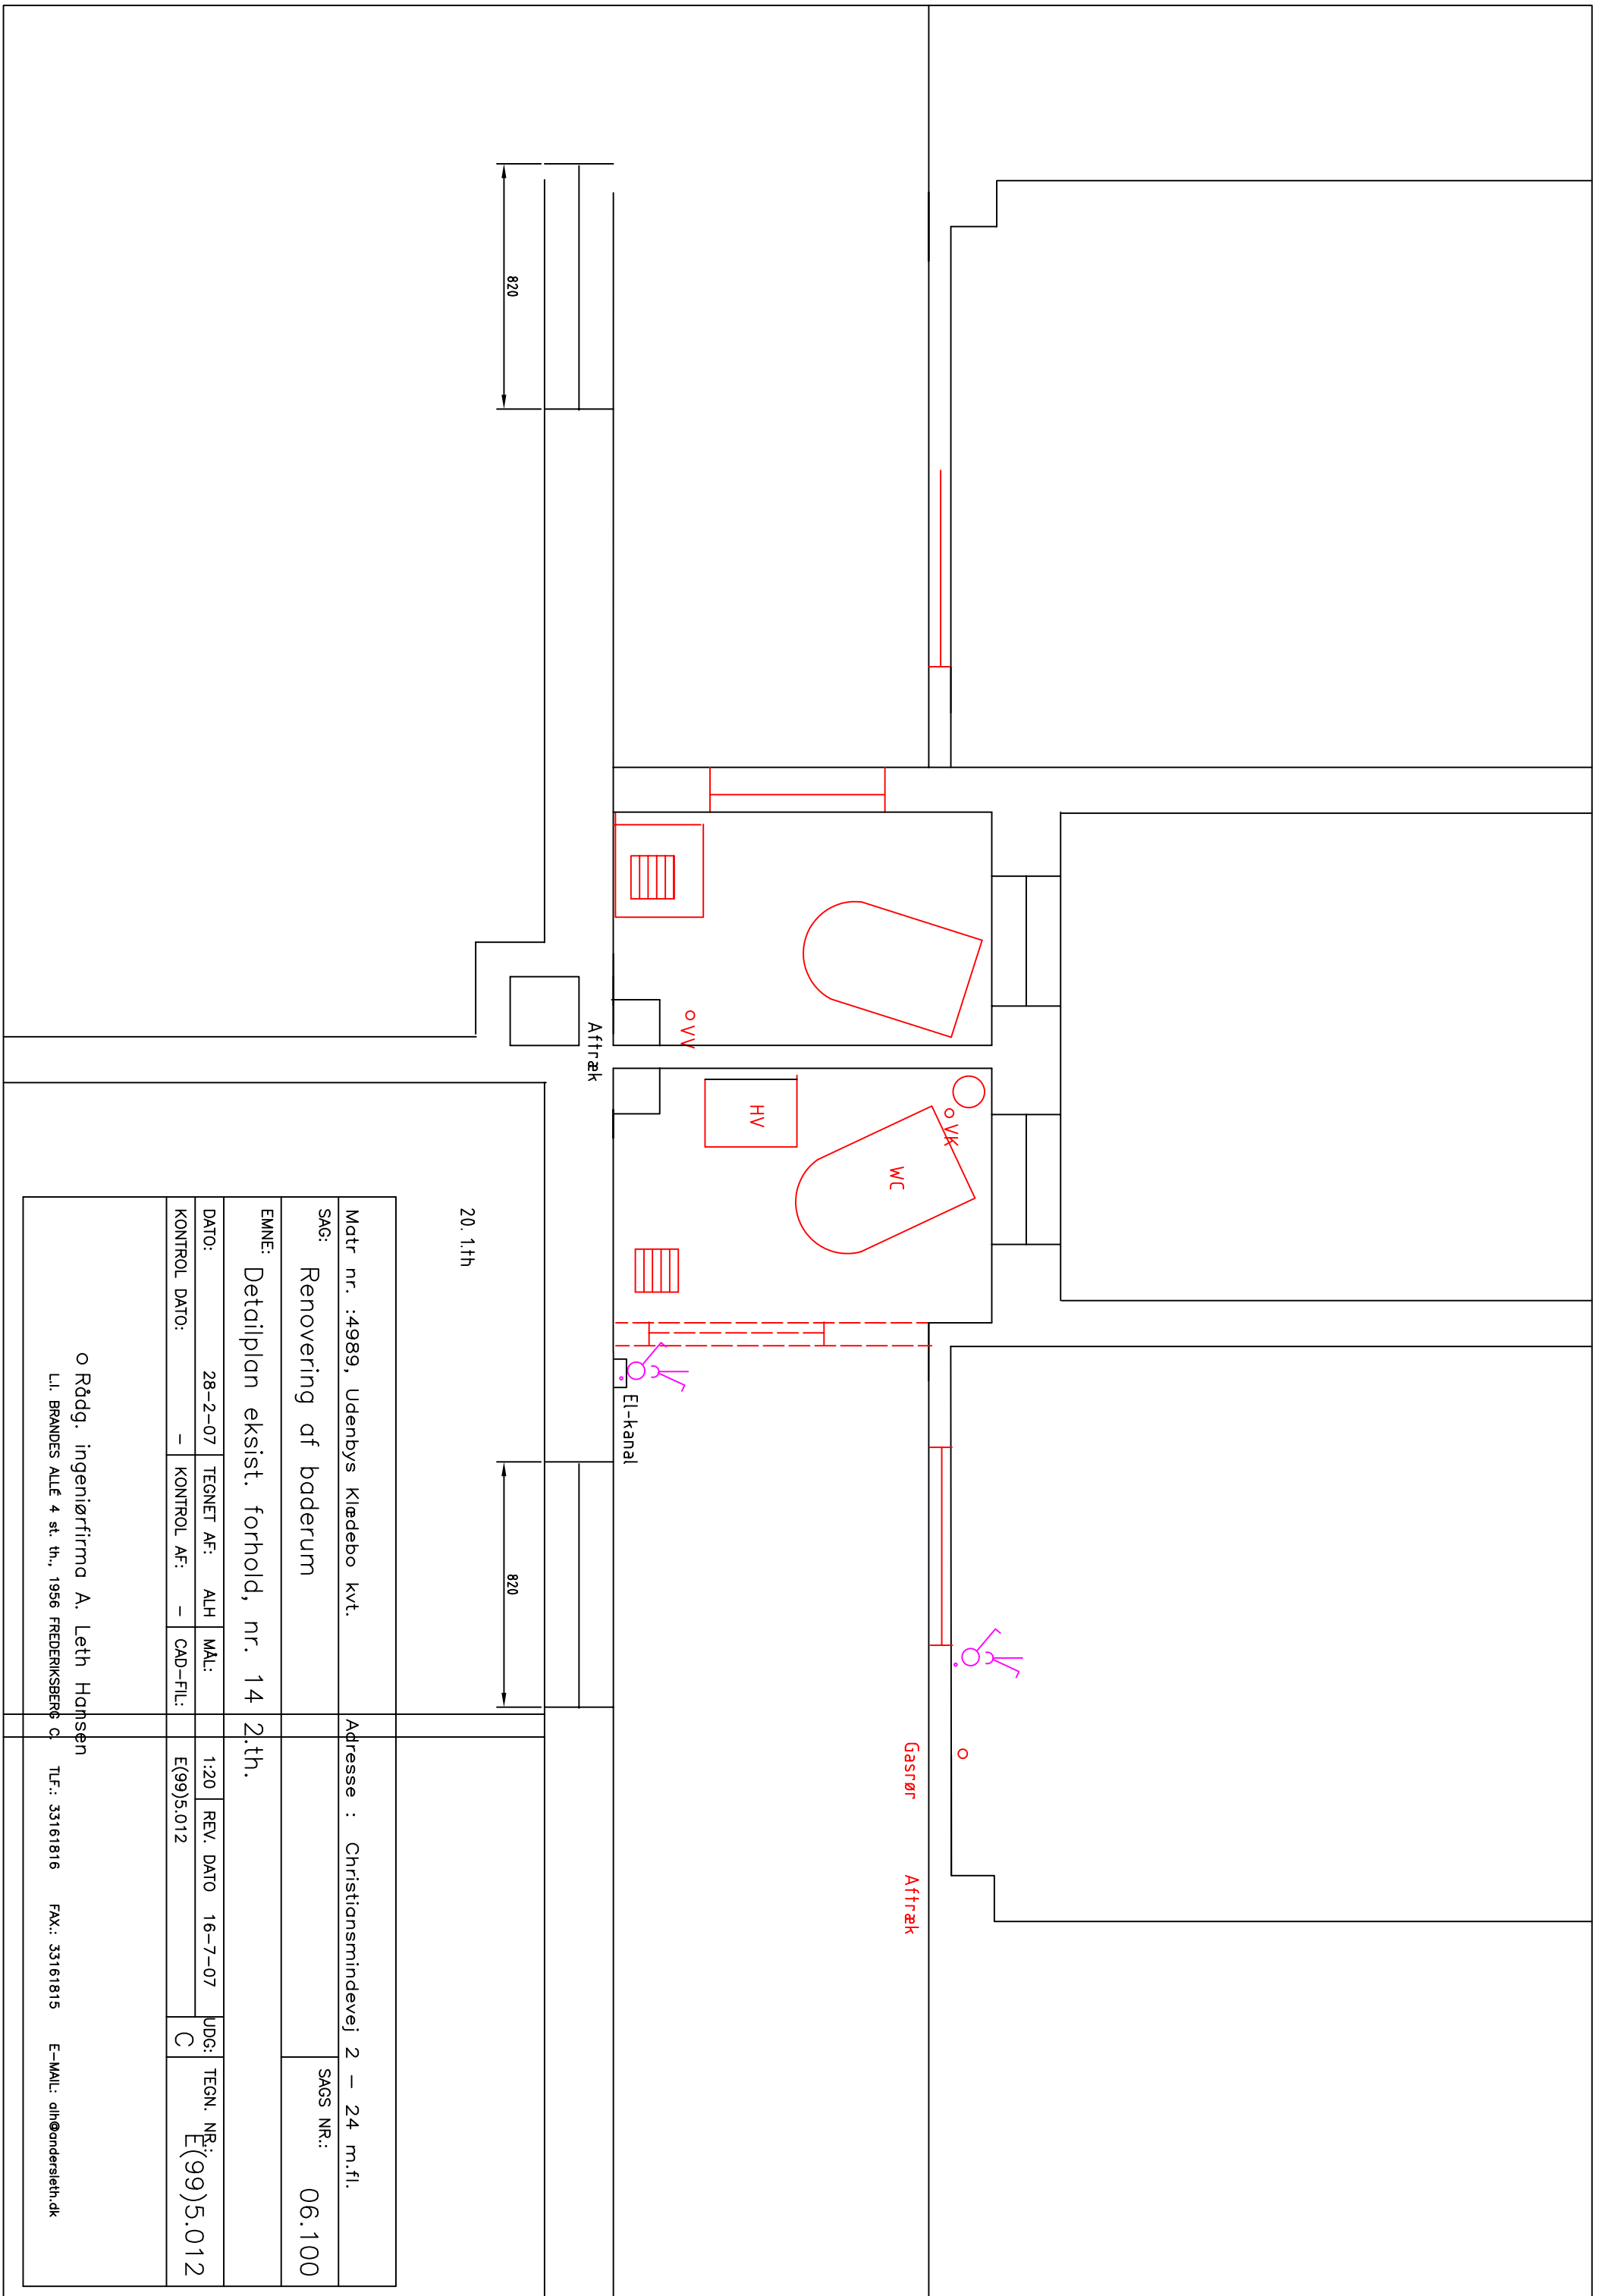 820
Aftræk
VV
HV
VK
WC
El-kanal
820
Gasrør
Aftræk
20. 1.th
Matr nr. :4989, Udenbys Klædebo kvt. Adresse : Christiansmindevej 2 – 24 m.fl.
SAG: Renovering af baderum SAGS NR.: 06.100
EMNE: Detailplan eksist. forhold, nr. 14 2.th.
DATO: 28-2-07 TEGNET AF: ALH MÅL: 1:20 REV. DATO 16-7-07 UDG: C TEGN. NR.: E(99)5.012
KONTROL DATO: – KONTROL AF: – CAD-FIL: E(99)5.012
O Rådg. ingeniørfirma A. Leth Hansen
L.I. BRANDES ALLÉ 4 st. th., 1956 FREDERIKSBERG C. TLF.: 33161816 FAX.: 33161815 E-MAIL: alh@andersleth.dk